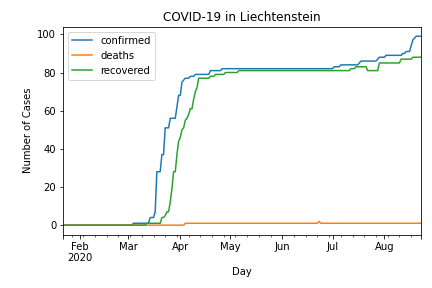 COVID-19 in Liechtenstein
confirmed
deaths
recovered
Number of Cases
100
80
60
40
20
0
Feb Mar Apr May Jun Jul Aug
2020
Day